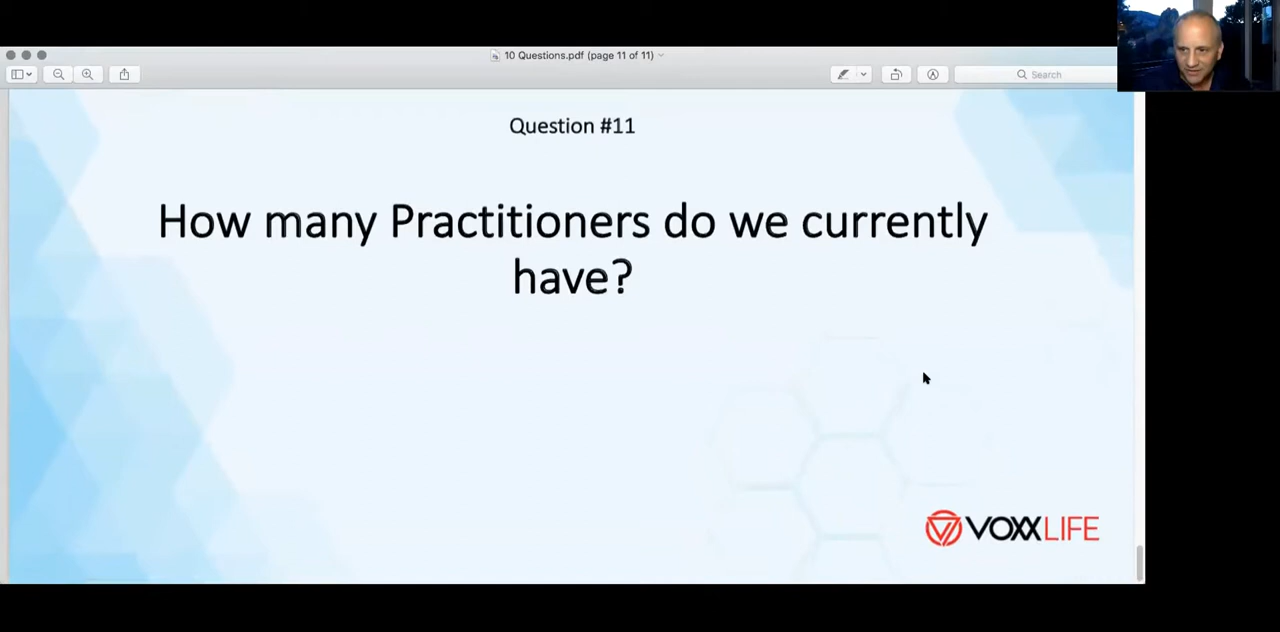 10 Questions.pdf (page 11 of 11)
Search
Question #11
How many Practitioners do we currently
have?
VOXXLIFE